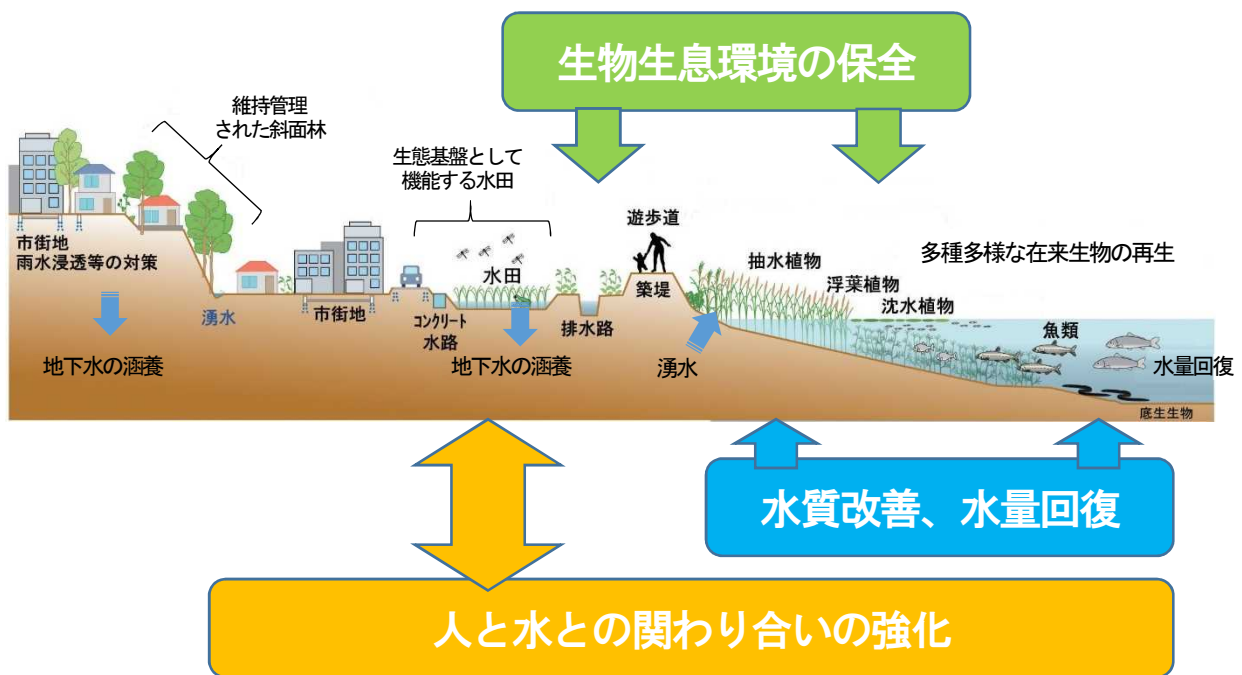 生物生息環境の保全
維持管理
された斜面林
生態基盤として
機能する水田
遊歩道
多種多様な在来生物の再生
市街地
雨水浸透等の対策
湧水
市街地
コンクリート
水路
水田
排水路
築堤
抽水植物
浮葉植物
沈水植物
魚類
地下水の涵養
地下水の涵養
湧水
水量回復
底生生物
水質改善、水量回復
人と水との関わり合いの強化